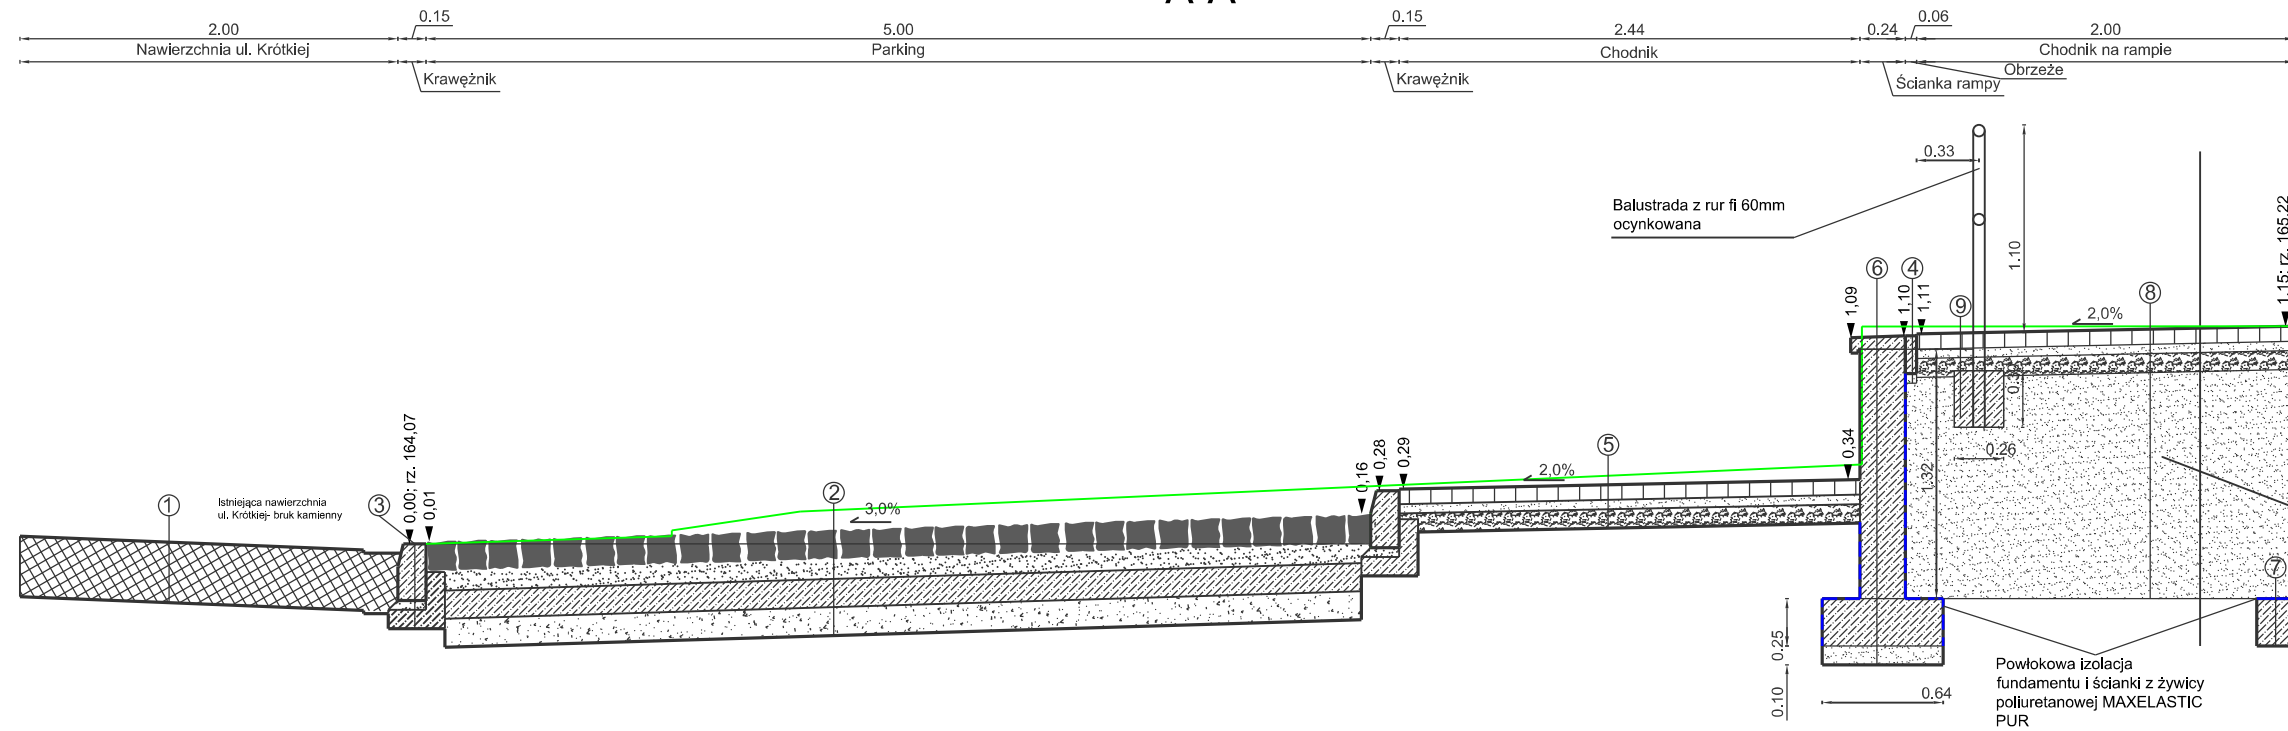 0.15 0.15 0.06
2.00 5.00 2.44 0.24 2.00
Nawierzchnia ul. Krótkiej Parking Chodnik Chodnik na rampie
Krawężnik Krawężnik Ścianka rampy Obrzeże
0.33
Balustrada z rur fi 60mm
ocynkowana
1.10
1,15; rz. 165,22
6 4 9 8
1,09 1,10 1,11
2,0%
0.30
0.26
1.32
0,00; rz. 164,07
0,01
0,16 0,28 0,29 0,34
1
Istniejąca nawierzchnia
ul. Krótkiej- bruk kamienny
3 2
3,0%
2,0%
5
7
0.25
0.10
0.64
Powłokowa izolacja
fundamentu i ścianki z żywicy
poliuretanowej MAXELASTIC
PUR